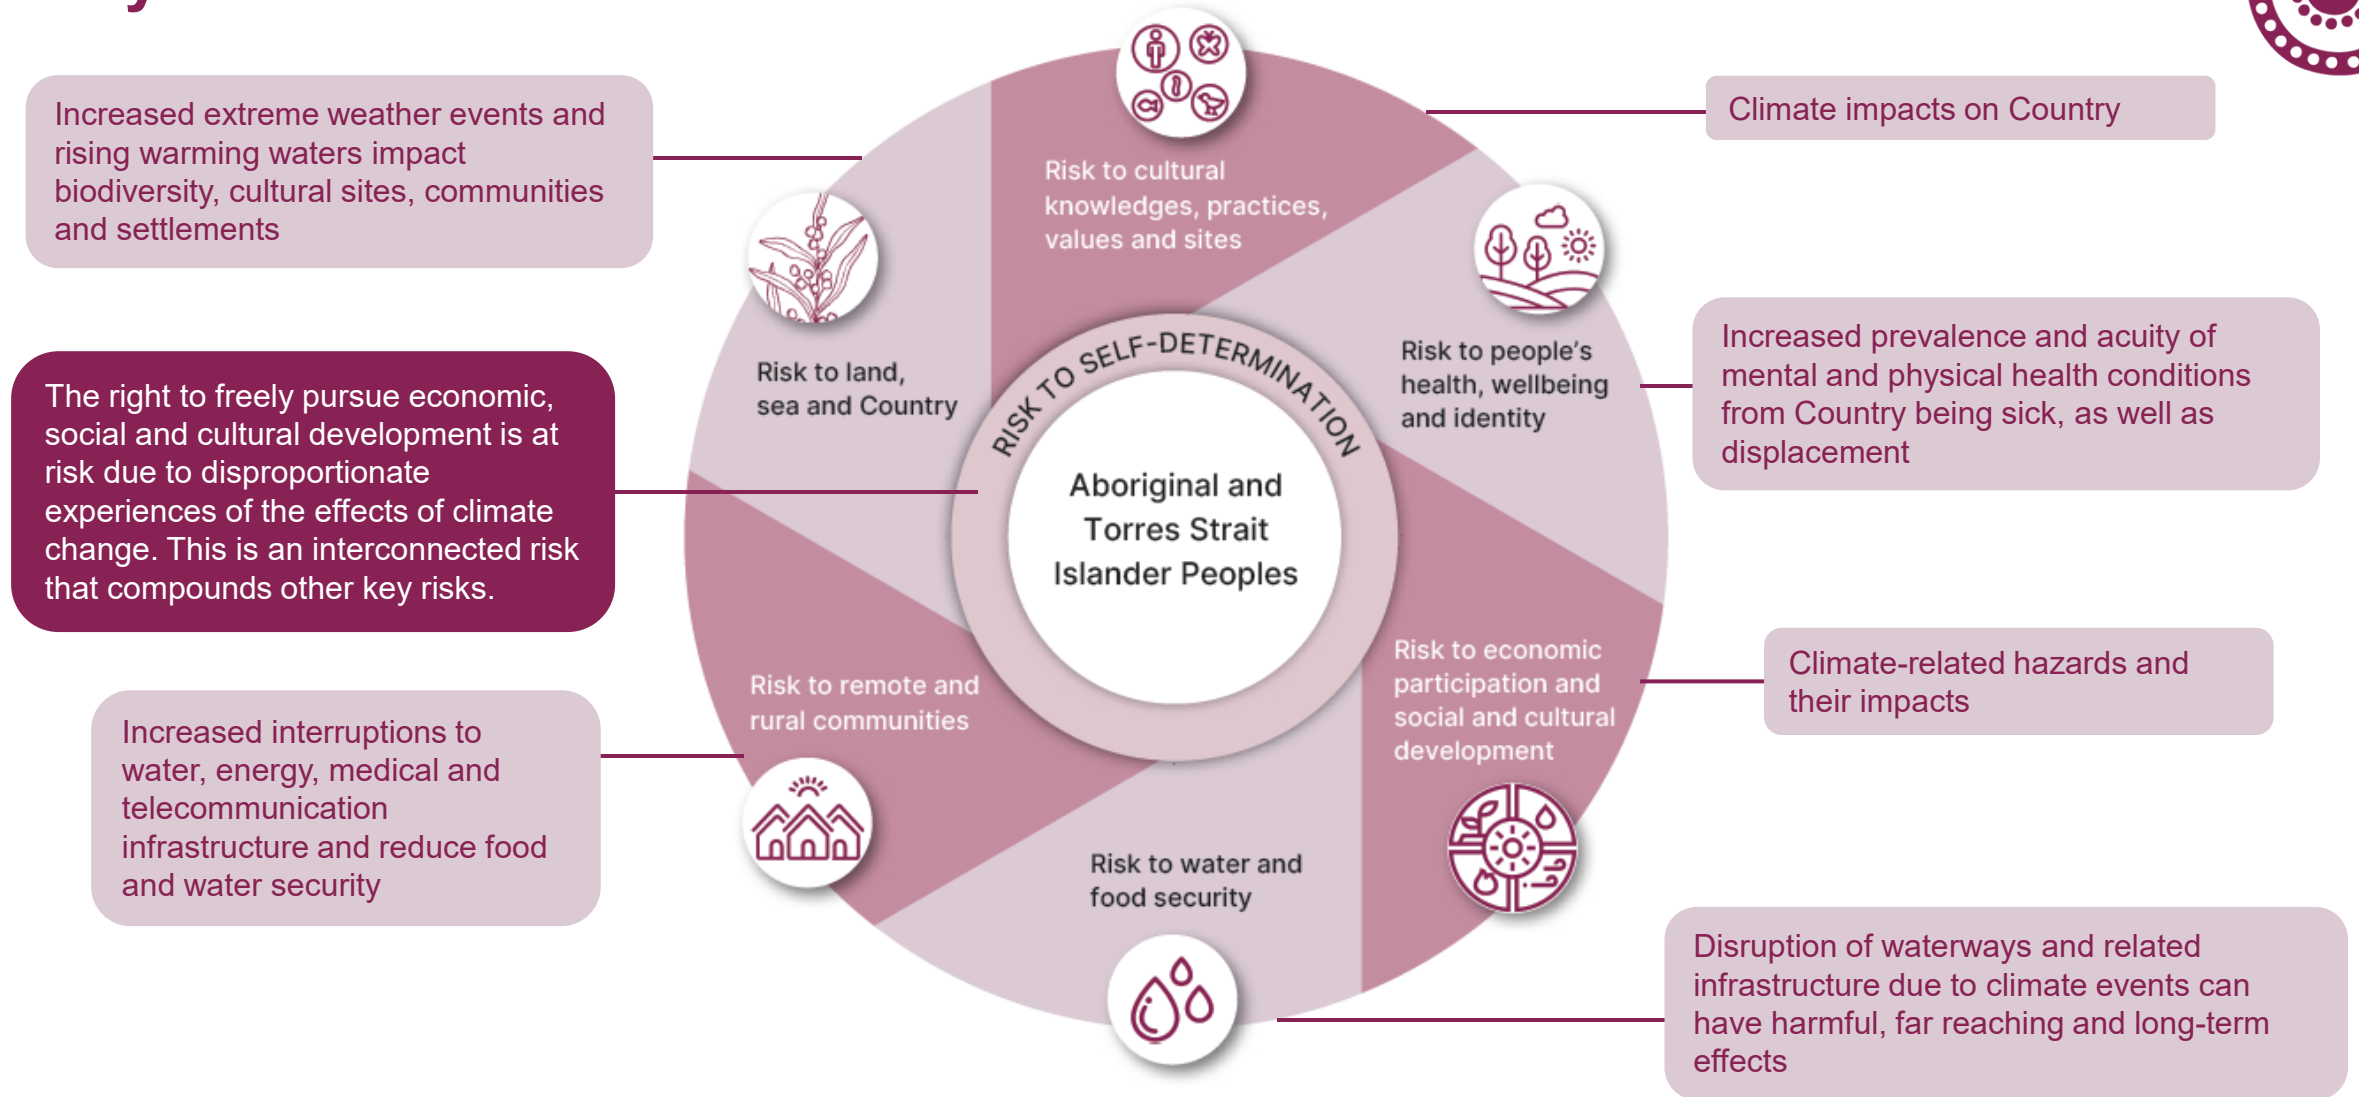 Increased extreme weather events and
rising warming waters impact
biodiversity, cultural sites, communities
and settlements
The right to freely pursue economic,
social and cultural development is at
risk due to disproportionate
experiences of the effects of climate
change. This is an interconnected risk
that compounds other key risks.
Increased interruptions to
water, energy, medical and
telecommunication
infrastructure and reduce food
and water security
Risk to cultural
knowledges, practices,
values and sites
Risk to land,
sea and Country
Risk to people's
health, wellbeing
and identity
RISK TO SELF-DETERMINATION
Aboriginal and
Torres Strait
Islander Peoples
Risk to remote and
rural communities
Risk to economic
participation and
social and cultural
development
Risk to water and
food security
Climate impacts on Country
Increased prevalence and acuity of
mental and physical health conditions
from Country being sick, as well as
displacement
Climate-related hazards and
their impacts
Disruption of waterways and related
infrastructure due to climate events can
have harmful, far reaching and long-term
effects